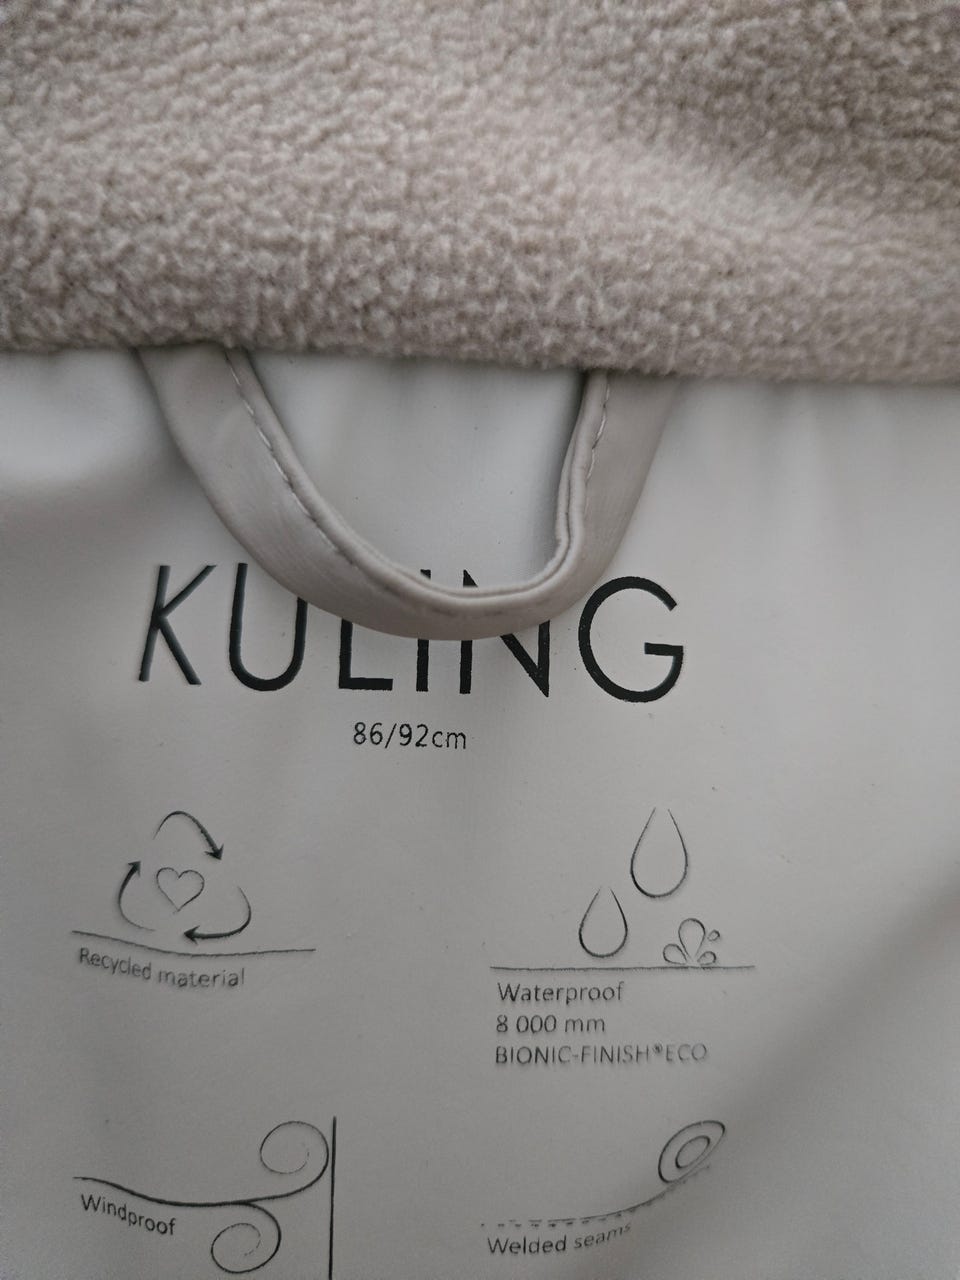 KULING
86/92cm
Recycled material
Waterproof
8 000 mm
BIONIC-FINISH®ECO
Windproof
Welded seams